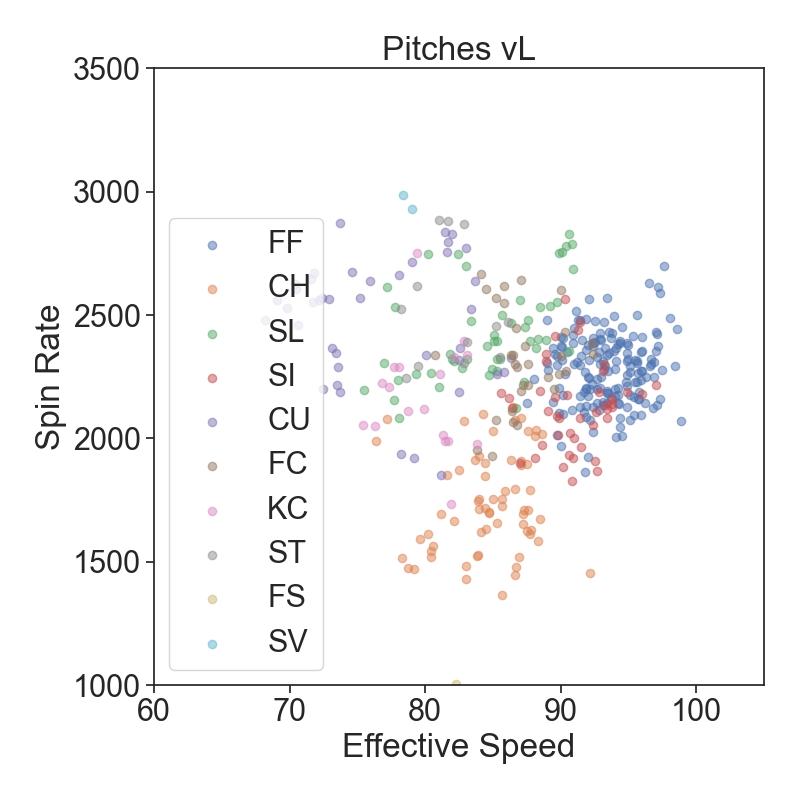 Pitches vL
3500
3000
2500
2000
1500
1000
Spin Rate
FF
CH
SL
SI
CU
FC
KC
ST
FS
SV
60
70
80
90
100
Effective Speed